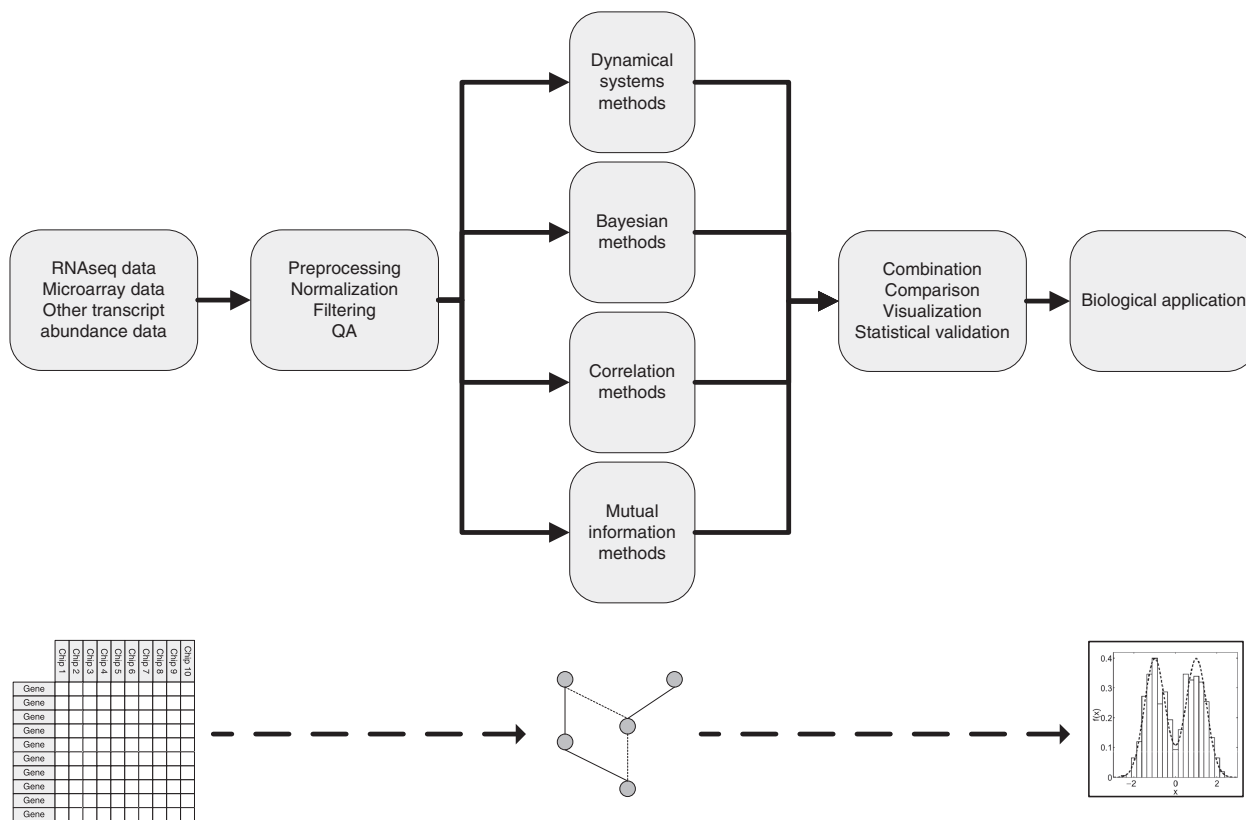 Dynamical
systems
methods
Bayesian
methods
RNAseq data
Microarray data
Other transcript
abundance data
Preprocessing
Normalization
Filtering
QA
Correlation
methods
Mutual
information
methods
Combination
Comparison
Visualization
Statistical validation
Biological application
Chip 1
Chip 2
Chip 3
Chip 4
Chip 5
Chip 6
Chip 7
Chip 8
Chip 9
Chip 10
Gene
Gene
Gene
Gene
Gene
Gene
Gene
Gene
Gene
Gene
0.4
0.3
0.2
0.1
0
f(x)
−2
0
2
x